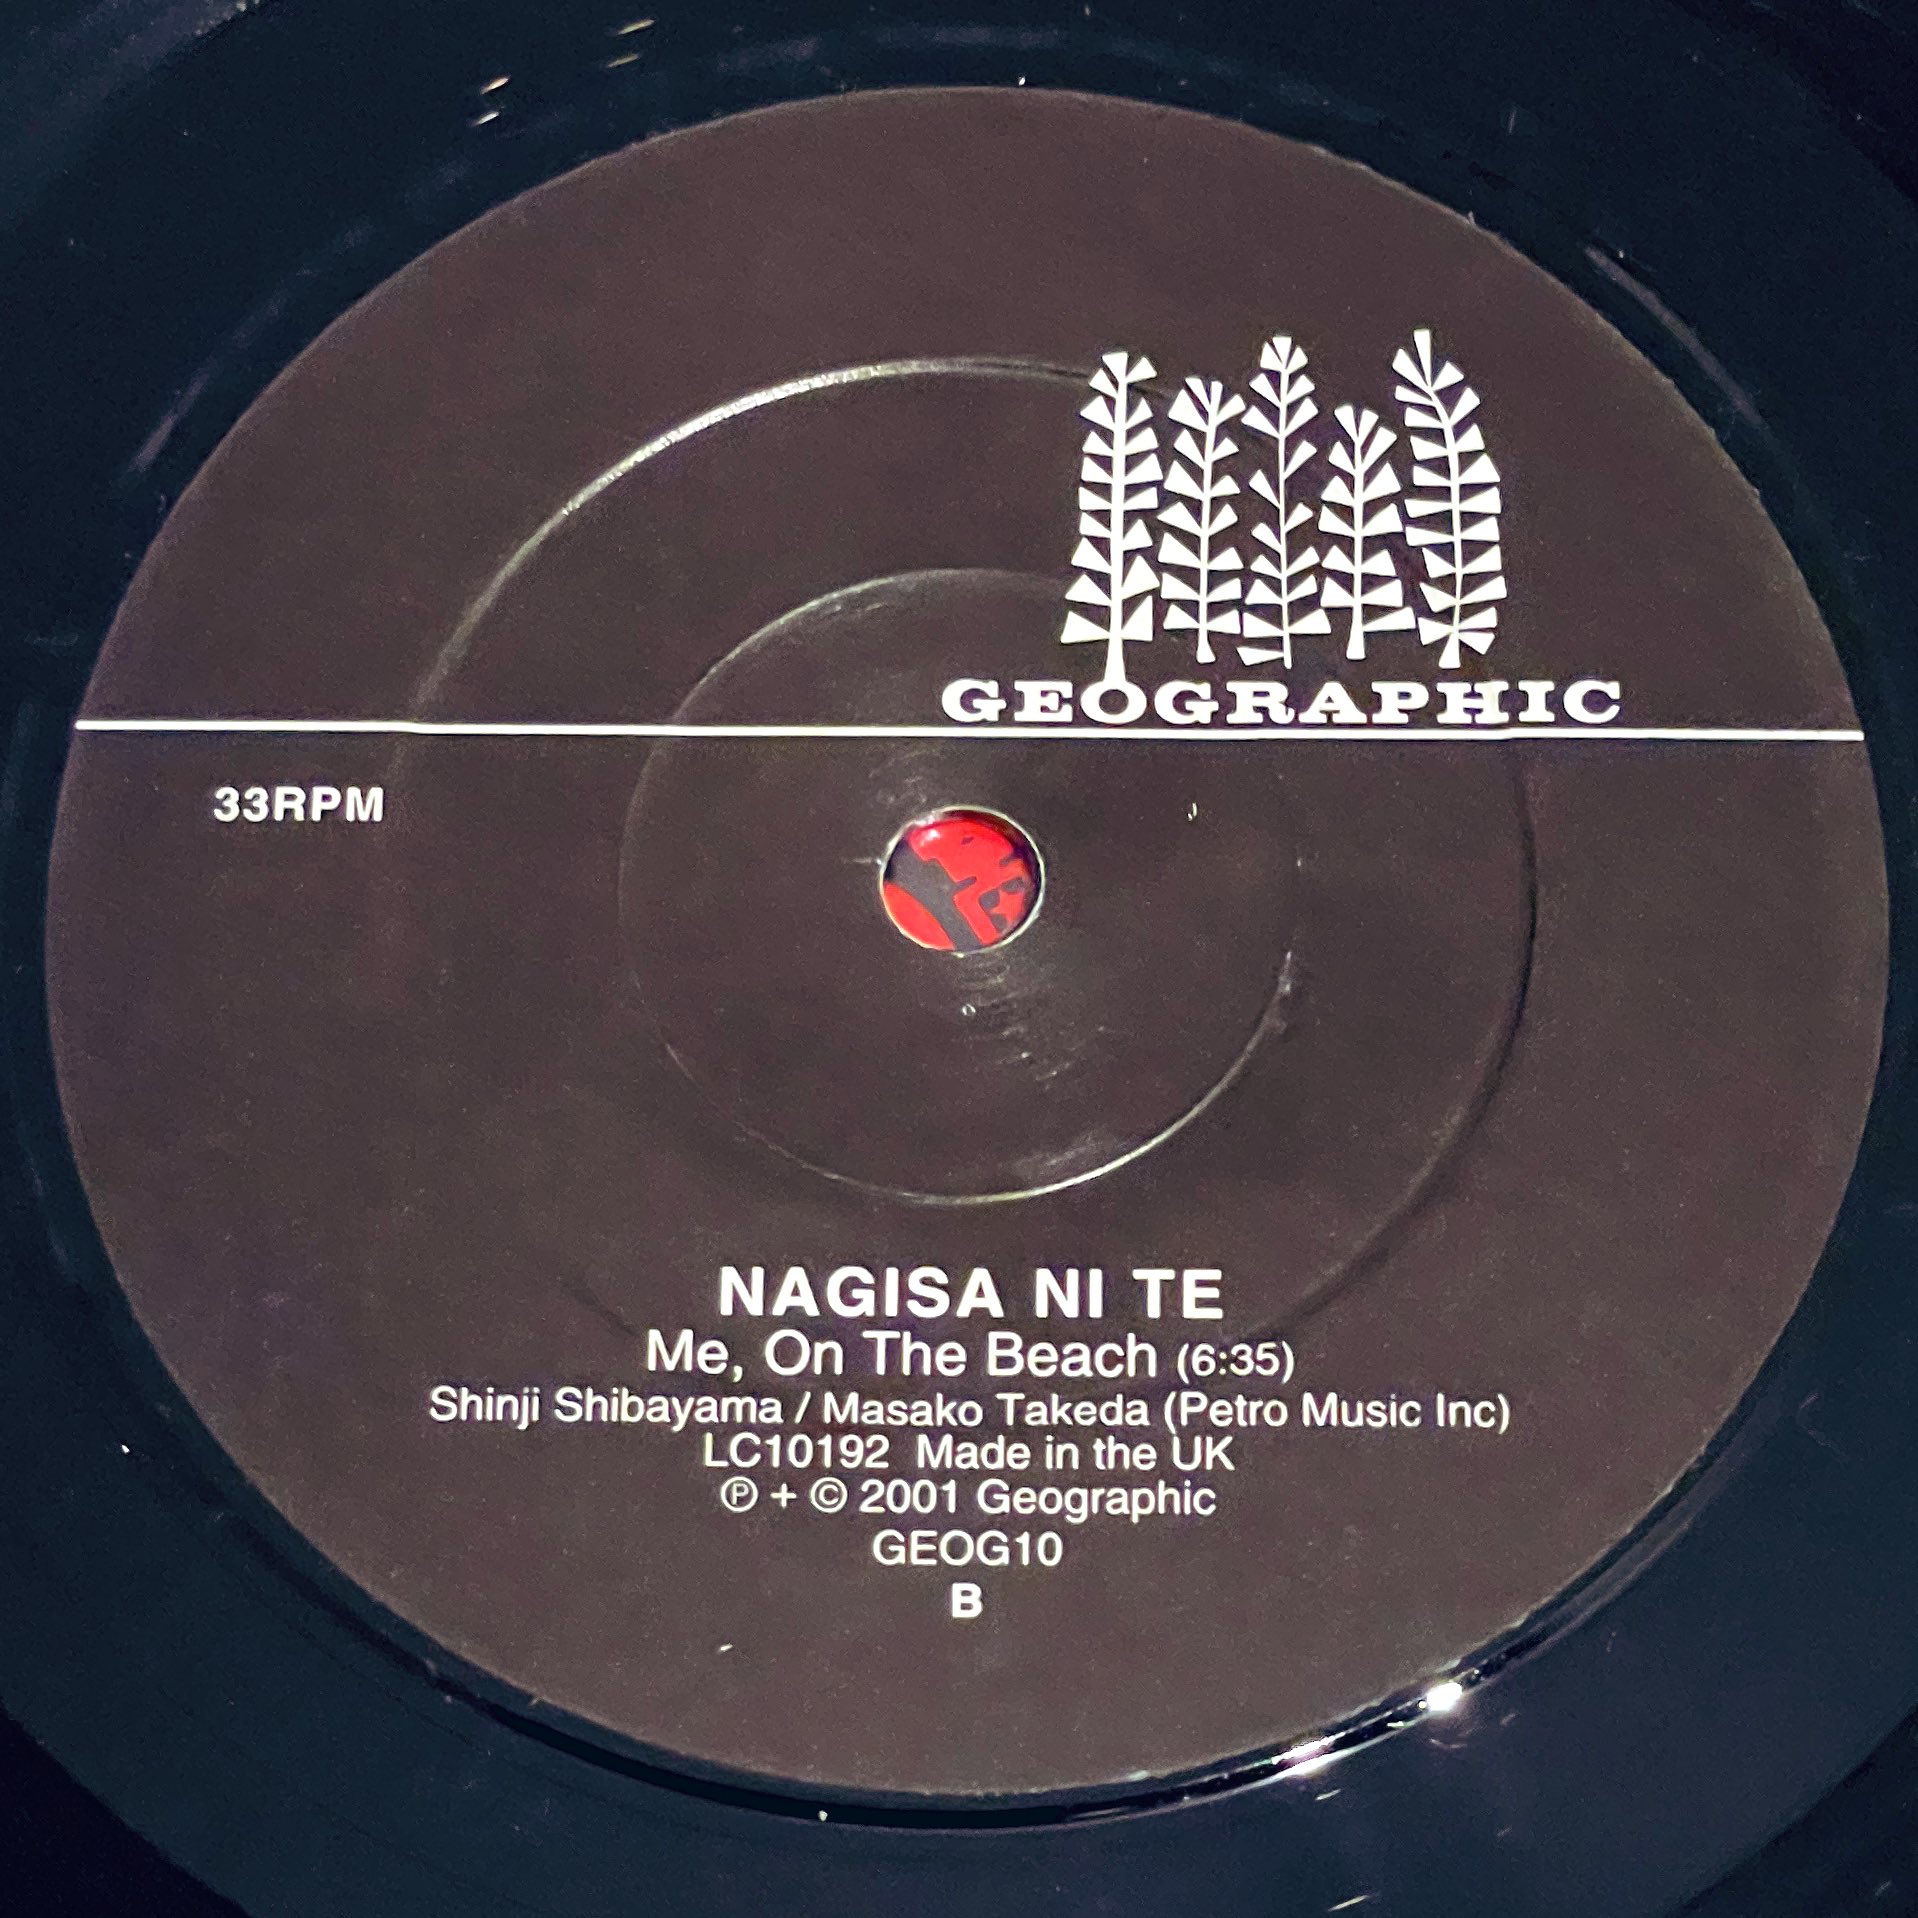 GEOGRAPHIC
33RPM
NAGISA NI TE
Me, On The Beach (6:35)
Shinji Shibayama / Masako Takeda (Petro Music Inc)
LC10192 Made in the UK
℗ + © 2001 Geographic
GEOG10
B